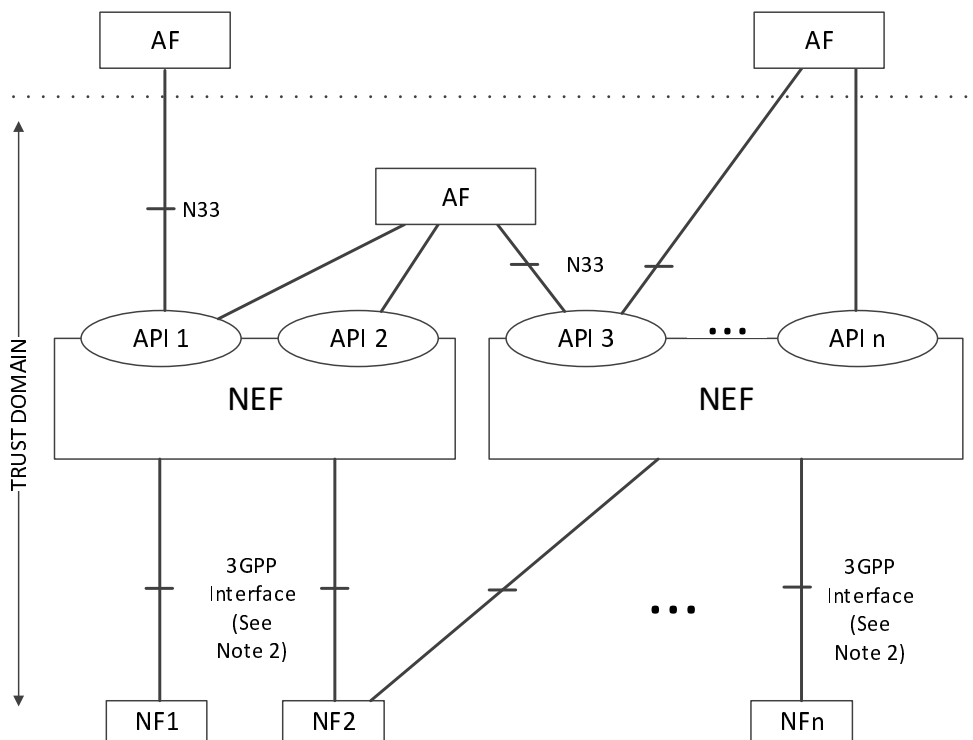 AF
AF
AF
N33
N33
API 1
API 2
API 3
...
API n
NEF
NEF
TRUST DOMAIN
3GPP
Interface
(See
Note 2)
...
3GPP
Interface
(See
Note 2)
NF1
NF2
NFn